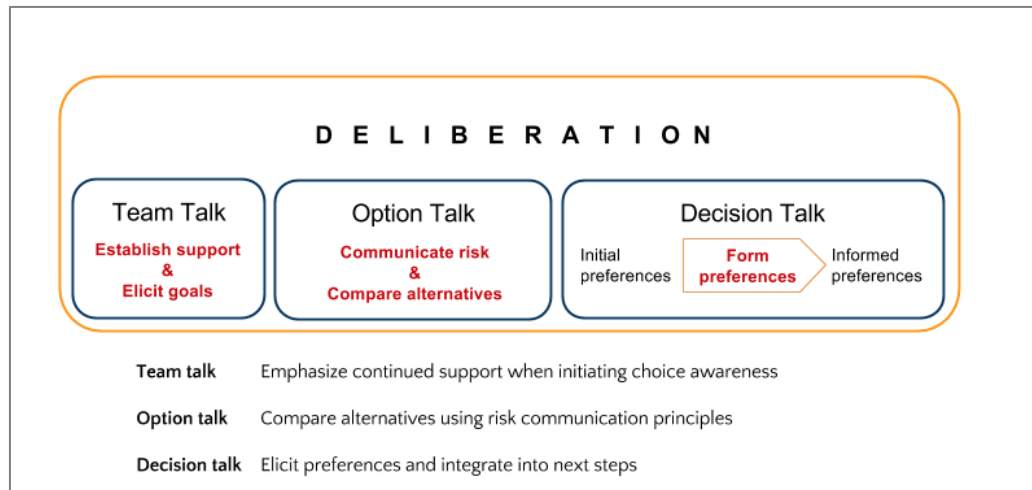 D E L I B E R A T I O N
Team Talk
Establish support
&
Elicit goals
Option Talk
Communicate risk
&
Compare alternatives
Decision Talk
Initial
preferences
Form
preferences
Informed
preferences
Team talk Emphasize continued support when initiating choice awareness
Option talk Compare alternatives using risk communication principles
Decision talk Elicit preferences and integrate into next steps